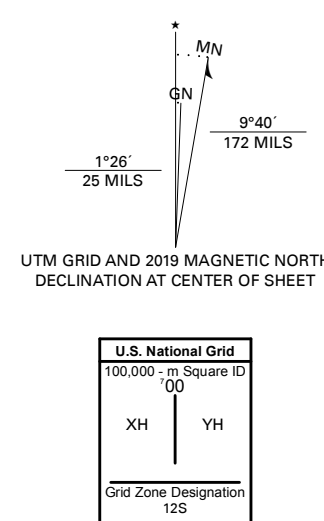 ★
MN
GN
9°40´
172 MILS
1°26´
25 MILS
UTM GRID AND 2019 MAGNETIC NORTH
DECLINATION AT CENTER OF SHEET
U.S. National Grid
100,000 - m Square ID
⁷00
XH YH
Grid Zone Designation
12S